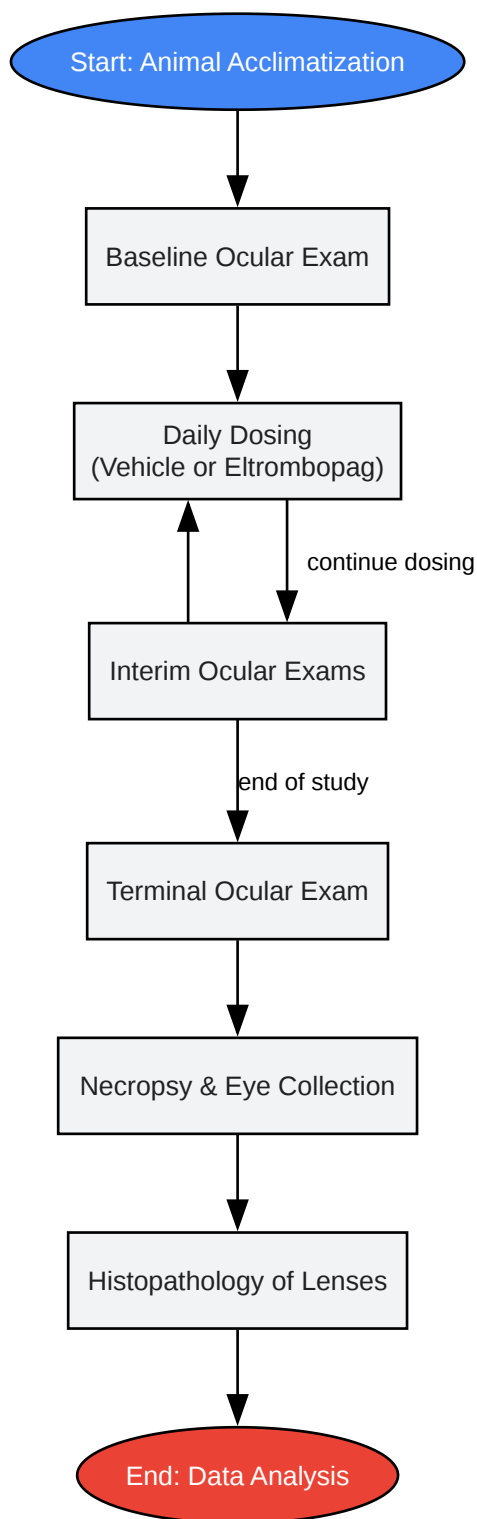 Start: Animal Acclimatization
Baseline Ocular Exam
Daily Dosing
(Vehicle or Eltrombopag)
continue dosing
Interim Ocular Exams
end of study
Terminal Ocular Exam
Necropsy & Eye Collection
Histopathology of Lenses
End: Data Analysis